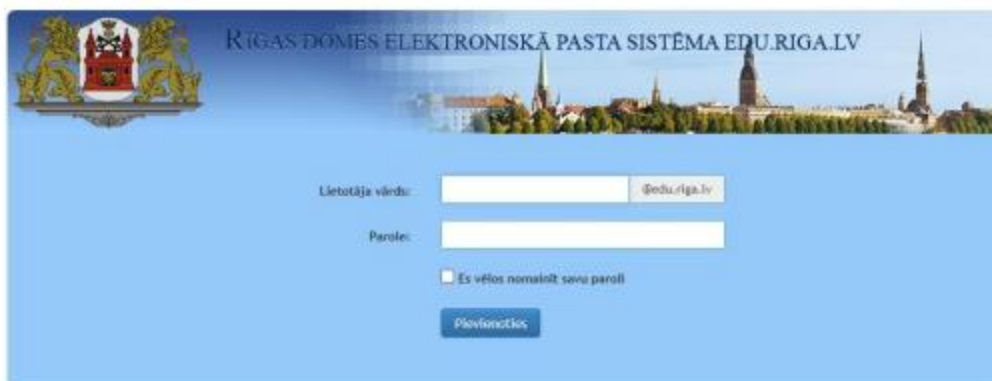 RĪGAS DOMES ELEKTRONISKĀ PASTA SISTĒMA EDU.RIGA.LV
Lietotāja vārds:
@edu.riga.lv
Parole:
Es vēlos nomainīt savu paroli
Pievienoties